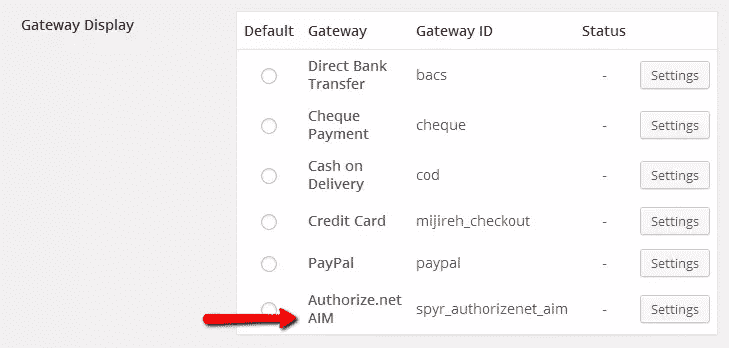 Gateway Display
Default Gateway Gateway ID Status
Direct Bank
Transfer bacs - Settings
Cheque
Payment cheque - Settings
Cash on
Delivery cod - Settings
Credit Card mijireh_checkout - Settings
PayPal paypal - Settings
Authorize.net
AIM spyr_authorizenet_aim - Settings